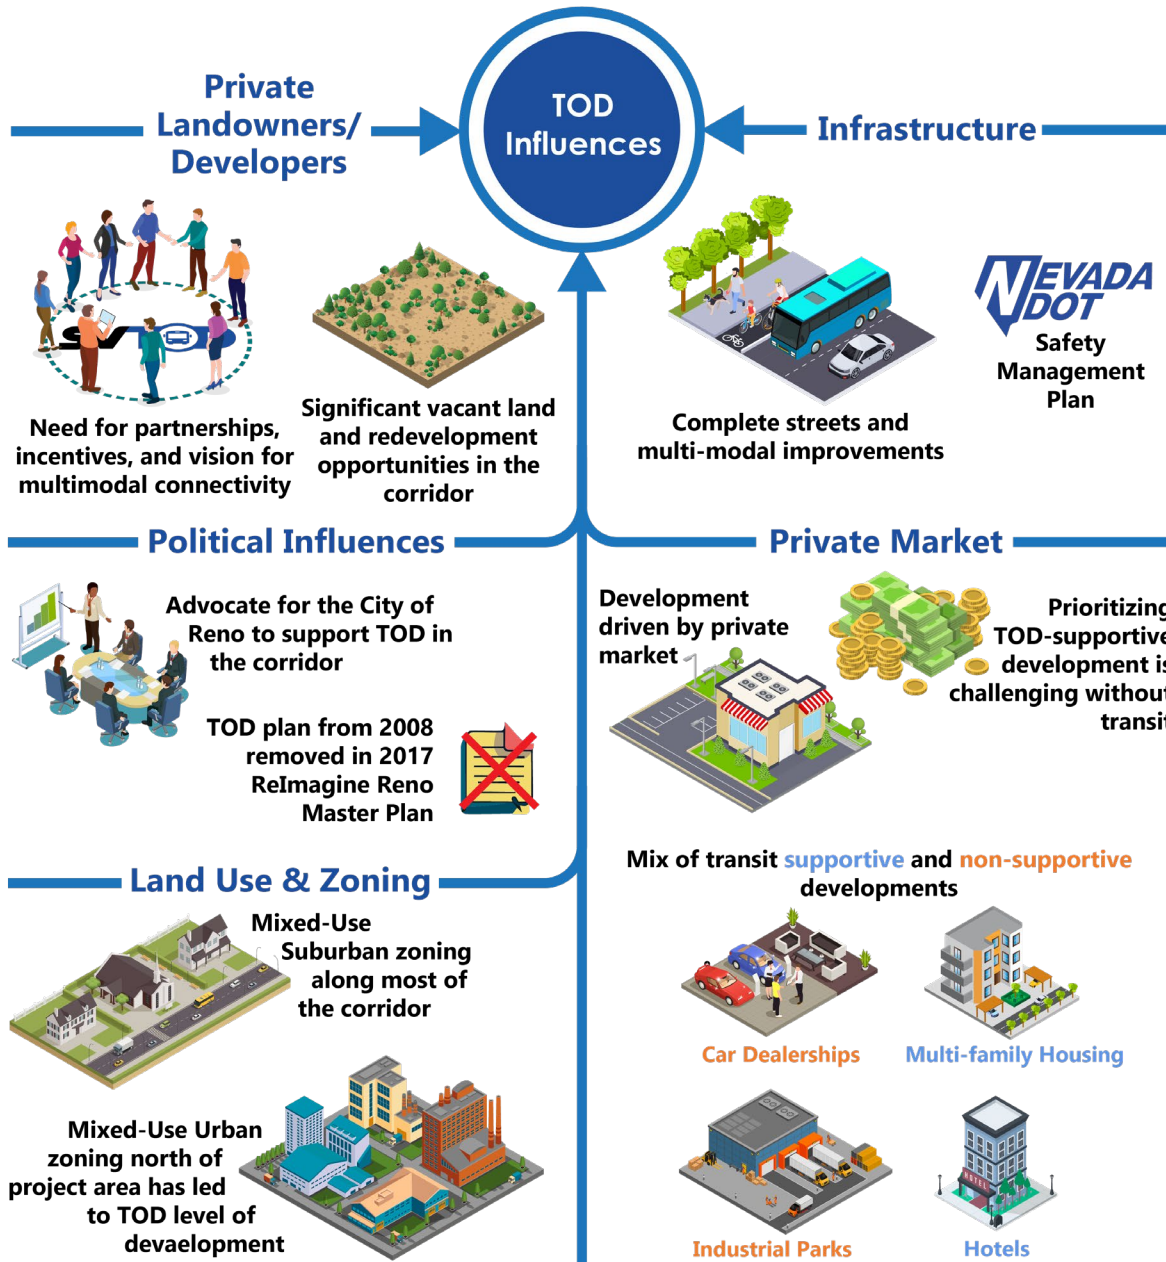 TOD
Influences
Private
Landowners/
Developers
Infrastructure
Need for partnerships,
incentives, and vision for
multimodal connectivity
Significant vacant land
and redevelopment
opportunities in the
corridor
Complete streets and
multi-modal improvements
NEVADA
DOT
Safety
Management
Plan
Political Influences
Advocate for the City of
Reno to support TOD in
the corridor
TOD plan from 2008
removed in 2017
ReImagine Reno
Master Plan
Private Market
Development
driven by private
market
Prioritizing
TOD-supportive
development is
challenging without
transit
Mix of transit supportive and non-supportive
developments
Car Dealerships
Multi-family Housing
Industrial Parks
HOTEL
Hotels
Land Use & Zoning
Mixed-Use
Suburban zoning
along most of
the corridor
Mixed-Use Urban
zoning north of
project area has led
to TOD level of
devaelopment